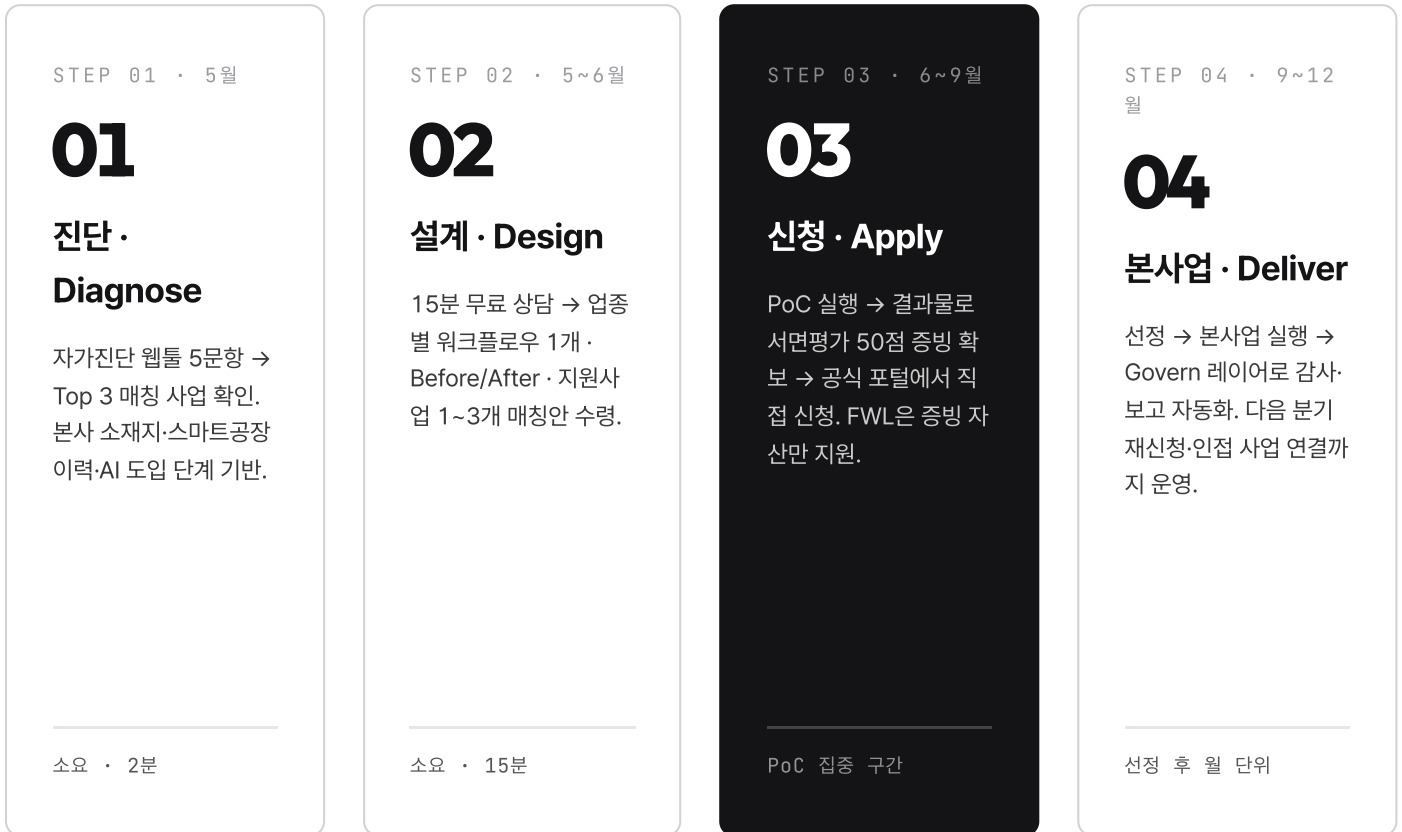 STEP 01 · 5월
01
진단 ·
Diagnose
자가진단 웹툴 5문항 →
Top 3 매칭 사업 확인.
본사 소재지·스마트공장
이력·AI 도입 단계 기반.
소요 · 2분
STEP 02 · 5~6월
02
설계 · Design
15분 무료 상담 → 업종
별 워크플로우 1개 ·
Before/After · 지원사
업 1~3개 매칭안 수령.
소요 · 15분
STEP 03 · 6~9월
03
신청 · Apply
PoC 실행 → 결과물로
서면평가 50점 증빙 확
보 → 공식 포털에서 직
접 신청. FWL은 증빙 자
산만 지원.
PoC 집중 구간
STEP 04 · 9~12
월
04
본사업 · Deliver
선정 → 본사업 실행 →
Govern 레이어로 감사·
보고 자동화. 다음 분기
재신청·인접 사업 연결까
지 운영.
선정 후 월 단위